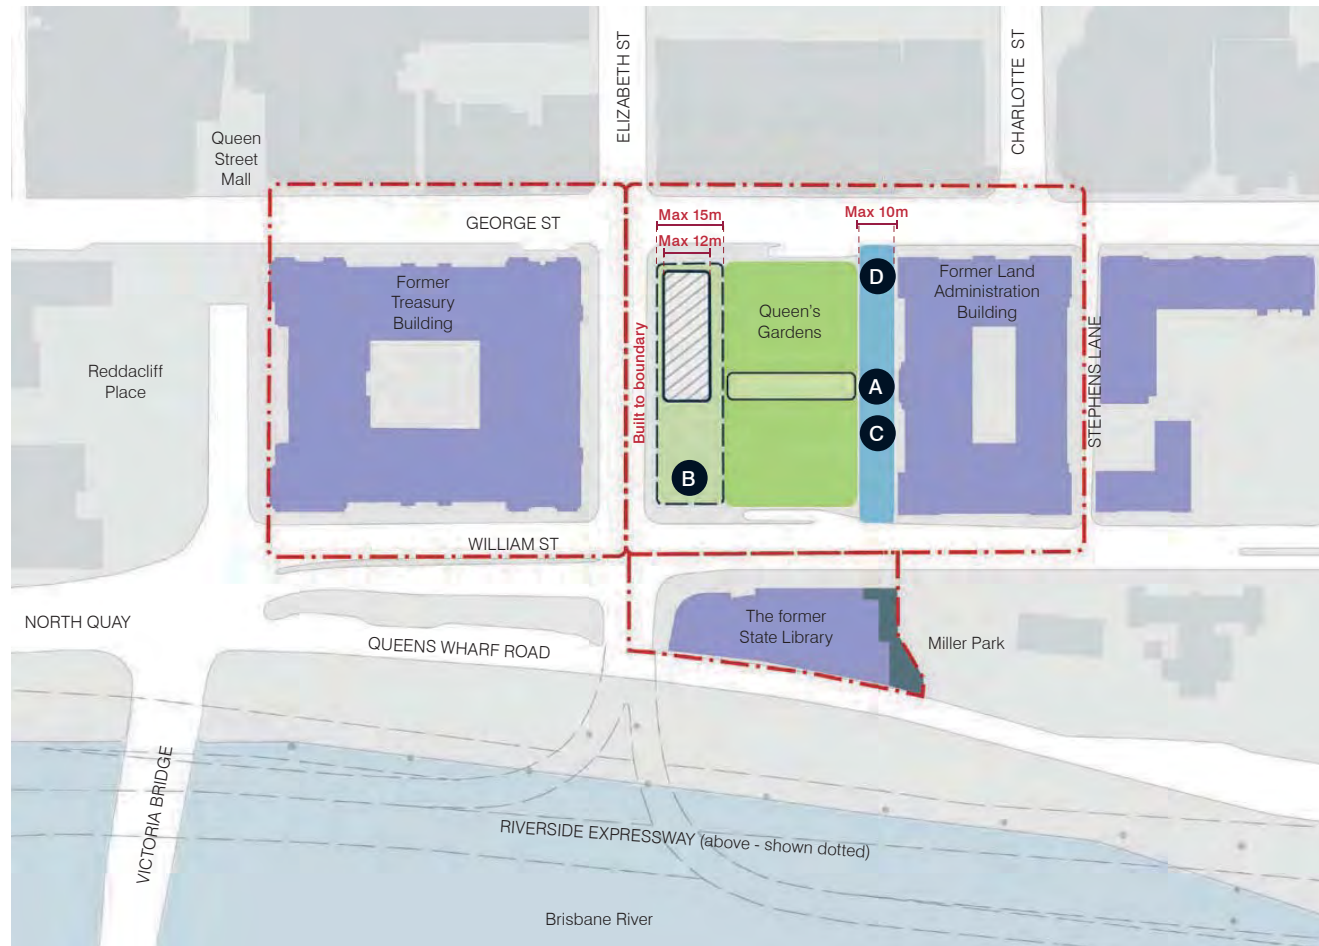 ELIZABETH ST
CHARLOTTE ST
Queen
Street
Mall
GEORGE ST
Max 15m
Max 12m
Max 10m
Former
Treasury
Building
Built to boundary
Queen's
Gardens
D
Former Land
Administration
Building
STEPHENS LANE
Reddacliff
Place
A
C
B
WILLIAM ST
NORTH QUAY
QUEENS WHARF ROAD
The former
State Library
Miller Park
VICTORIA BRIDGE
RIVERSIDE EXPRESSWAY (above - shown dotted)
Brisbane River